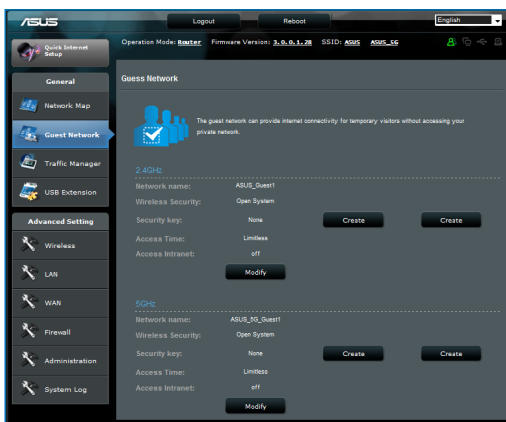 ASUS Logout Reboot English
Quick Internet Setup
Operation Mode: Router Firmware Version: 3.0.0.1.28 SSID: ASUS ASUS_5G
General
Network Map
Guest Network
Traffic Manager
USB Extension
Advanced Setting
Wireless
LAN
WAN
Firewall
Administration
System Log
Guess Network
The guest network can provide internet connectivity for temporary visitors without accessing your
private network.
2.4GHz
Network name: ASUS_Guest1
Wireless Security: Open System
Security key: None Create Create
Access Time: Limitless
Access Intranet: off
Modify
5GHz
Network name: ASUS_5G_Guest1
Wireless Security: Open System
Security key: None Create Create
Access Time: Limitless
Access Intranet: off
Modify